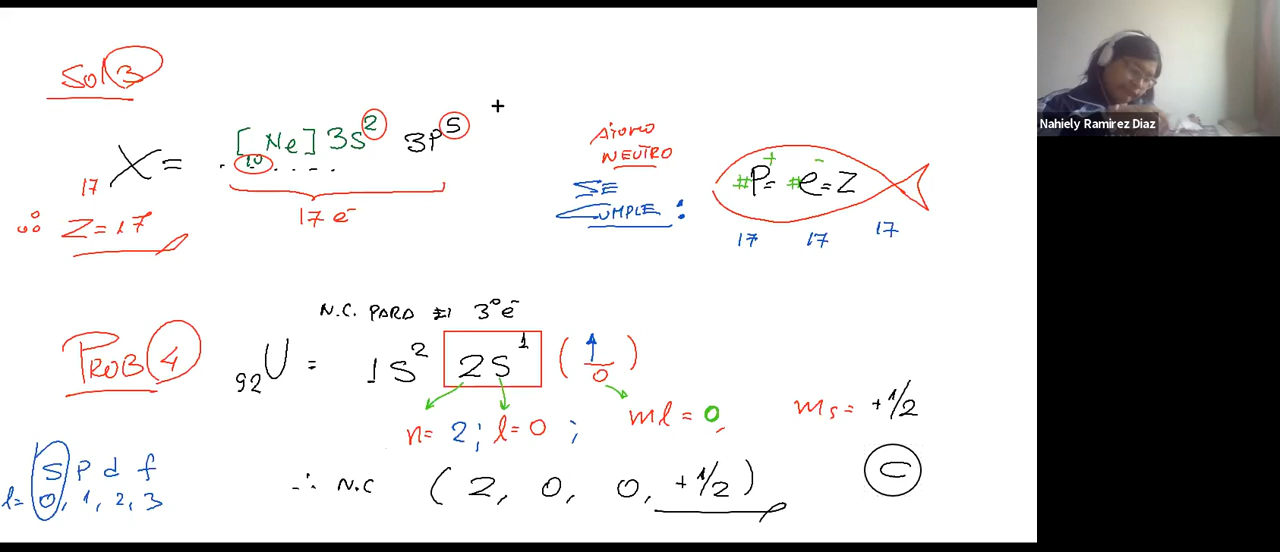 Sol 3
₁₇X = [Ne] 3S² 3P⁵
10 . . . .
17 e⁻
∴ Z = 17
ÁTOMO
NEUTRO
SE
CUMPLE :
#P⁺= #e⁻=Z
17 17 17
N.C. PARA El 3° e⁻
PROB 4
₉₂U = 1S² 2S¹ (↑/0)
n= 2; l=0 ; ml = 0, ms = +1/2
S P d f
l= 0, 1, 2, 3
∴ N.C (2, 0, 0, +1/2)
C
Nahiely Ramirez Diaz